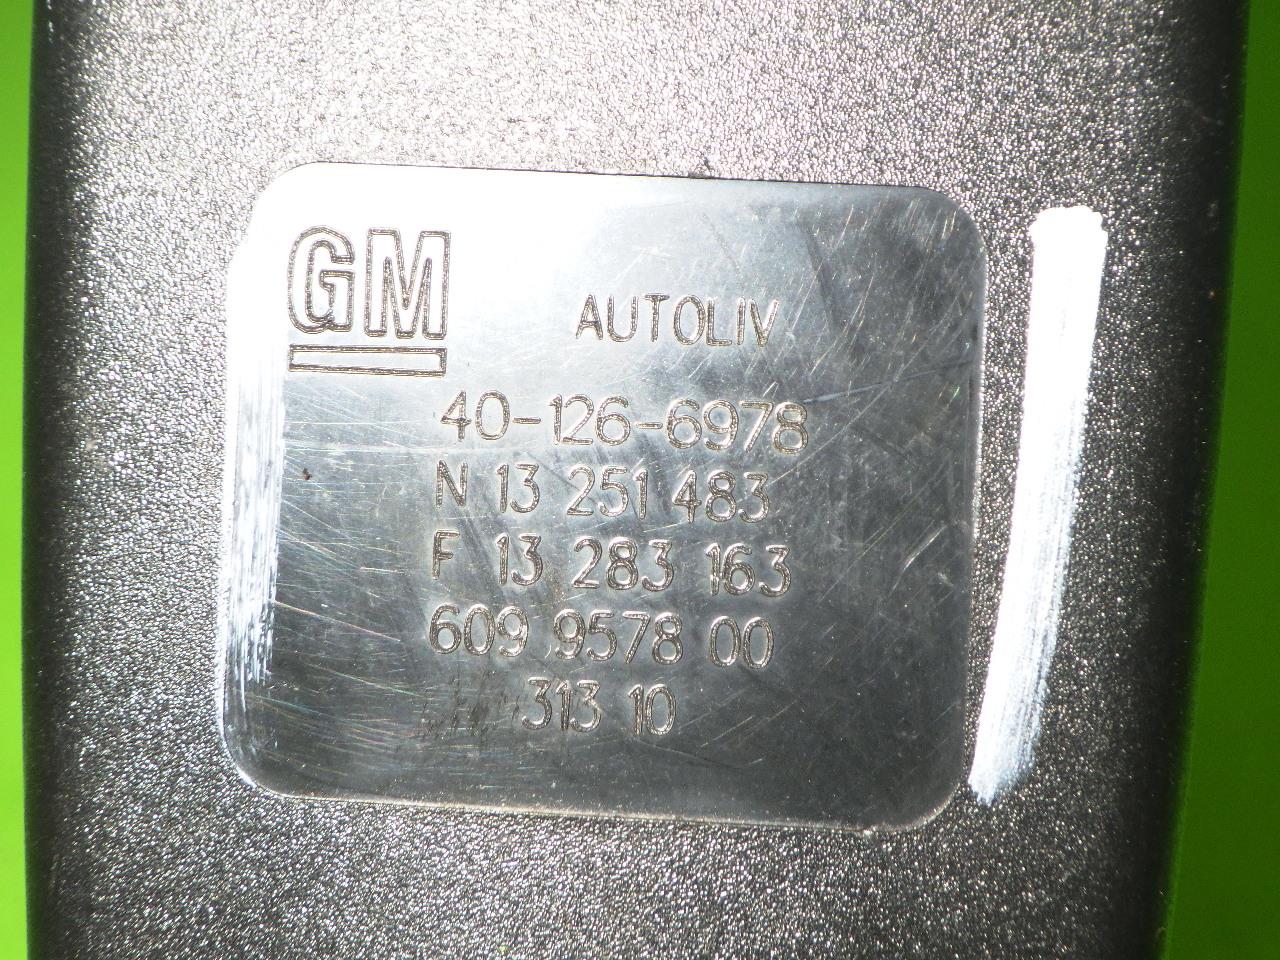 GM
AUTOLIV
40-126-6978
N 13 251 483
F 13 283 163
609 9578 00
313 10